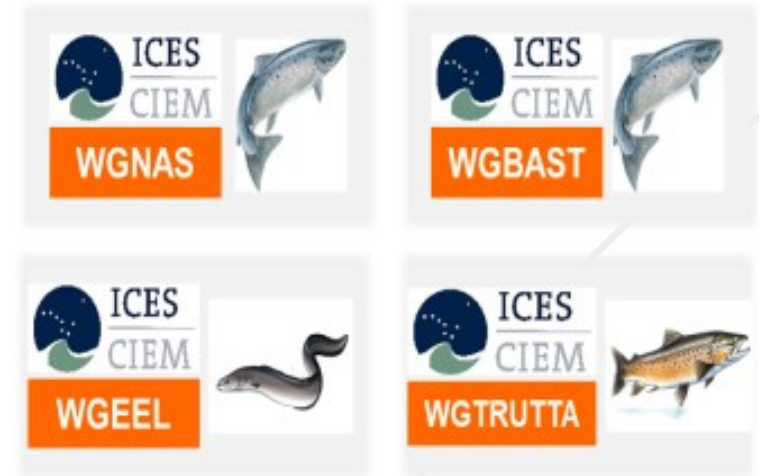 ICES
CIEM
WGNAS
ICES
CIEM
WGBAST
ICES
CIEM
WGEEL
ICES
CIEM
WGTRUTTA